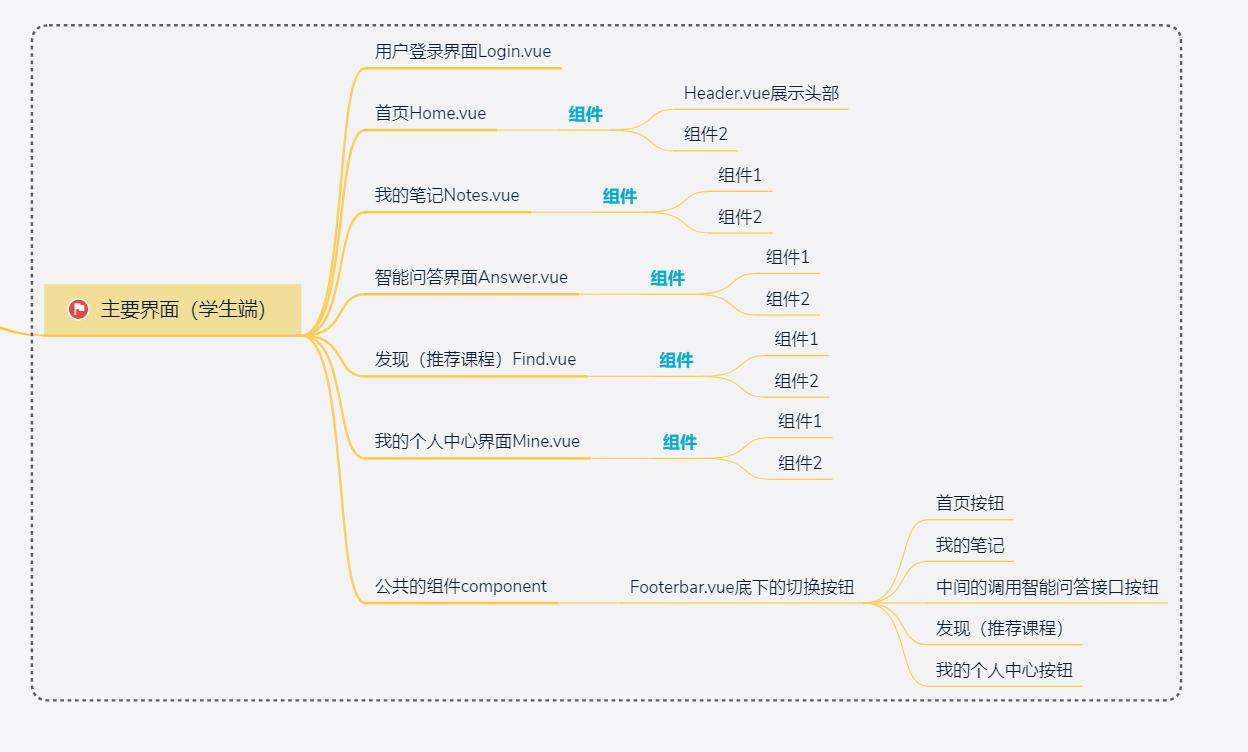 主要界面（学生端）
用户登录界面Login.vue
首页Home.vue
组件
Header.vue展示头部
组件2
我的笔记Notes.vue
组件
组件1
组件2
智能问答界面Answer.vue
组件
组件1
组件2
发现（推荐课程）Find.vue
组件
组件1
组件2
我的个人中心界面Mine.vue
组件
组件1
组件2
公共的组件component
Footerbar.vue底下的切换按钮
首页按钮
我的笔记
中间的调用智能问答接口按钮
发现（推荐课程）
我的个人中心按钮